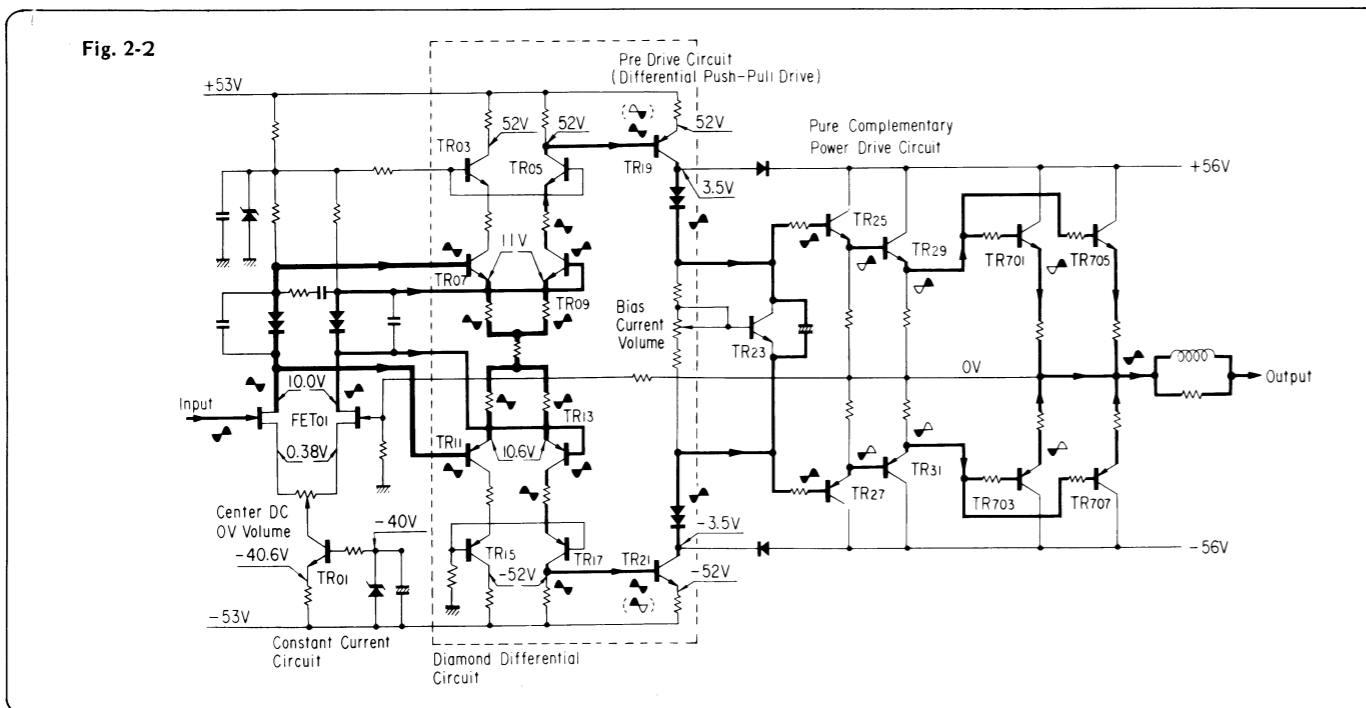 Fig. 2-2
Pre Drive Circuit
(Differential Push-Pull Drive)
+53V
52V
52V
52V
TR03
TR05
TR19
Pure Complementary
Power Drive Circuit
+56V
3.5V
TR25
TR29
TR701
TR705
11V
TR07
TR09
Bias
Current
Volume
TR23
0V
Output
10.0V
Input
FET01
0.38V
TR13
TR11
10.6V
TR27
TR31
TR703
TR707
Center DC
0V Volume
-40V
-40.6V
TR01
TR15
TR17
-52V
TR21
-3.5V
-52V
-56V
-53V
Constant Current
Circuit
Diamond Differential
Circuit